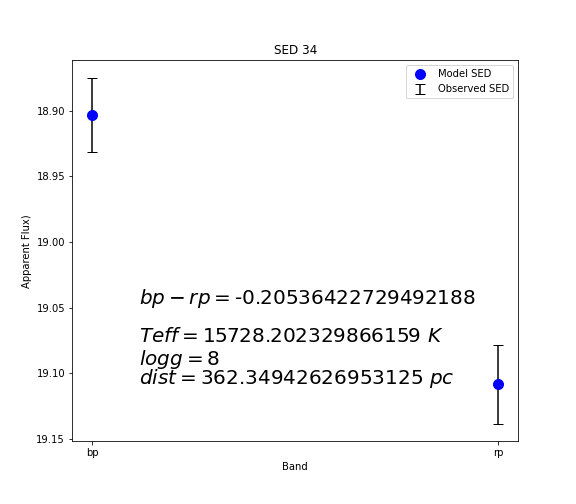 SED 34
Model SED
Observed SED
18.90
18.95
19.00
19.05
19.10
19.15
Apparent Flux)
bp − rp = -0.20536422729492188
Teff = 15728.202329866159 K
logg = 8
dist = 362.34942626953125 pc
bp
rp
Band